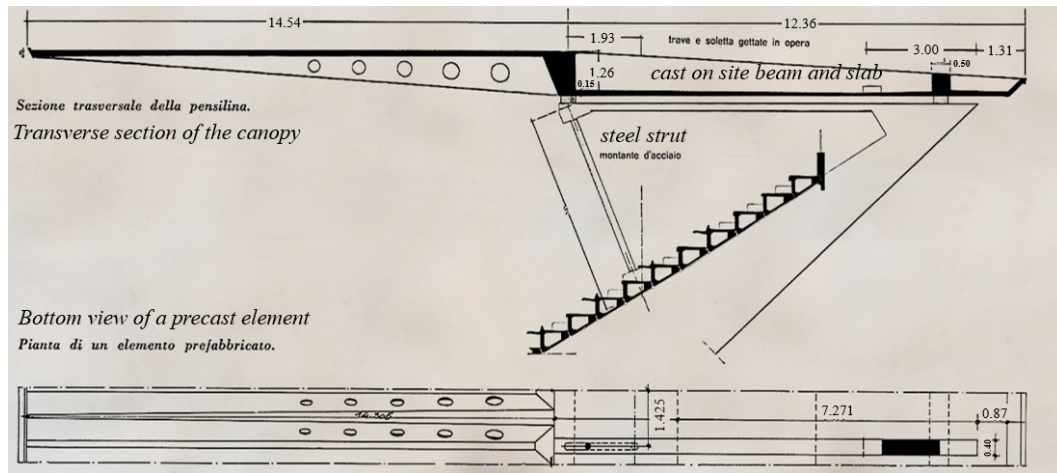 14.54
12.36
1.93
trave e soletta gettate in opera
3.00
1.31
0.50
1.26
cast on site beam and slab
0.15
Sezione trasversale della pensilina.
Transverse section of the canopy
steel strut
montante d'acciaio
Bottom view of a precast element
Pianta di un elemento prefabbricato.
1.425
7.271
0.87
0.40